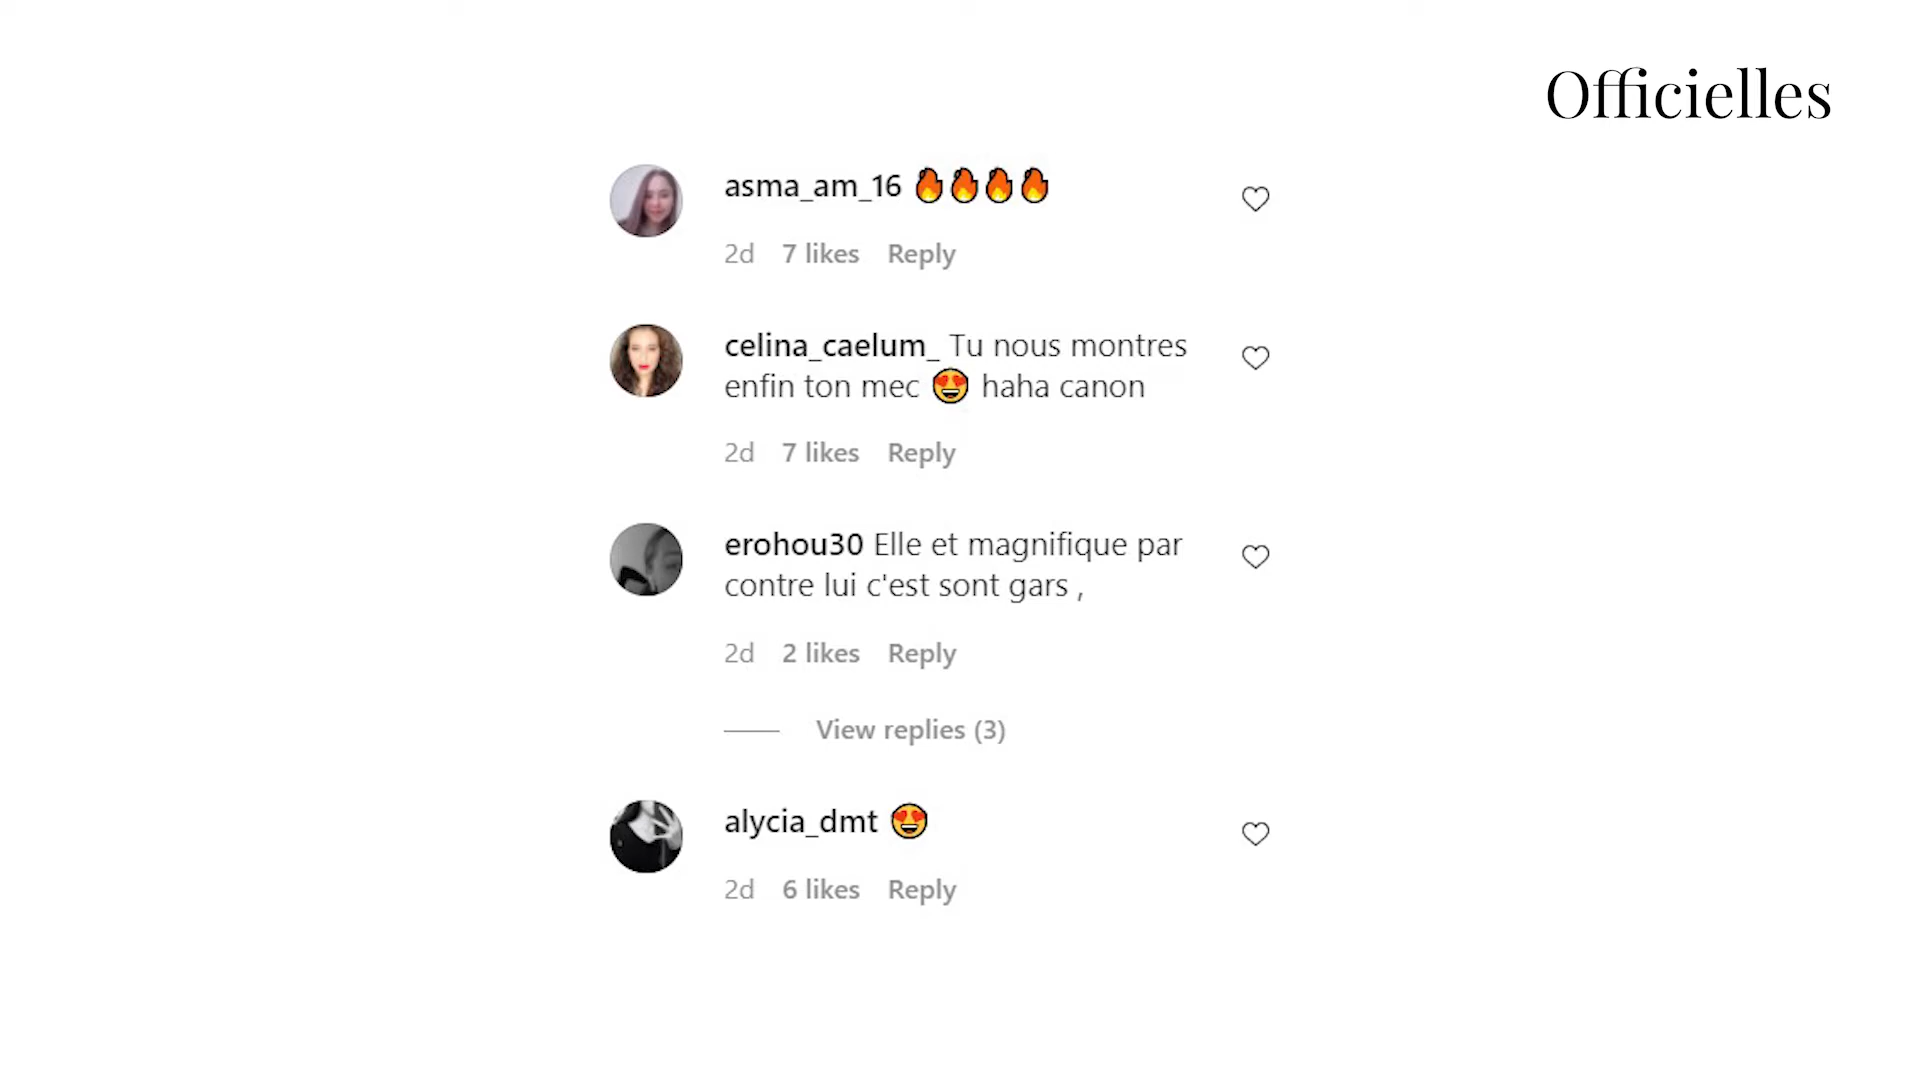 Officielles
asma_am_16 🔥🔥🔥🔥
2d 7 likes Reply
celina_caelum_ Tu nous montres
enfin ton mec 😍 haha canon
2d 7 likes Reply
erohou30 Elle et magnifique par
contre lui c'est sont gars ,
2d 2 likes Reply
View replies (3)
alycia_dmt 😍
2d 6 likes Reply